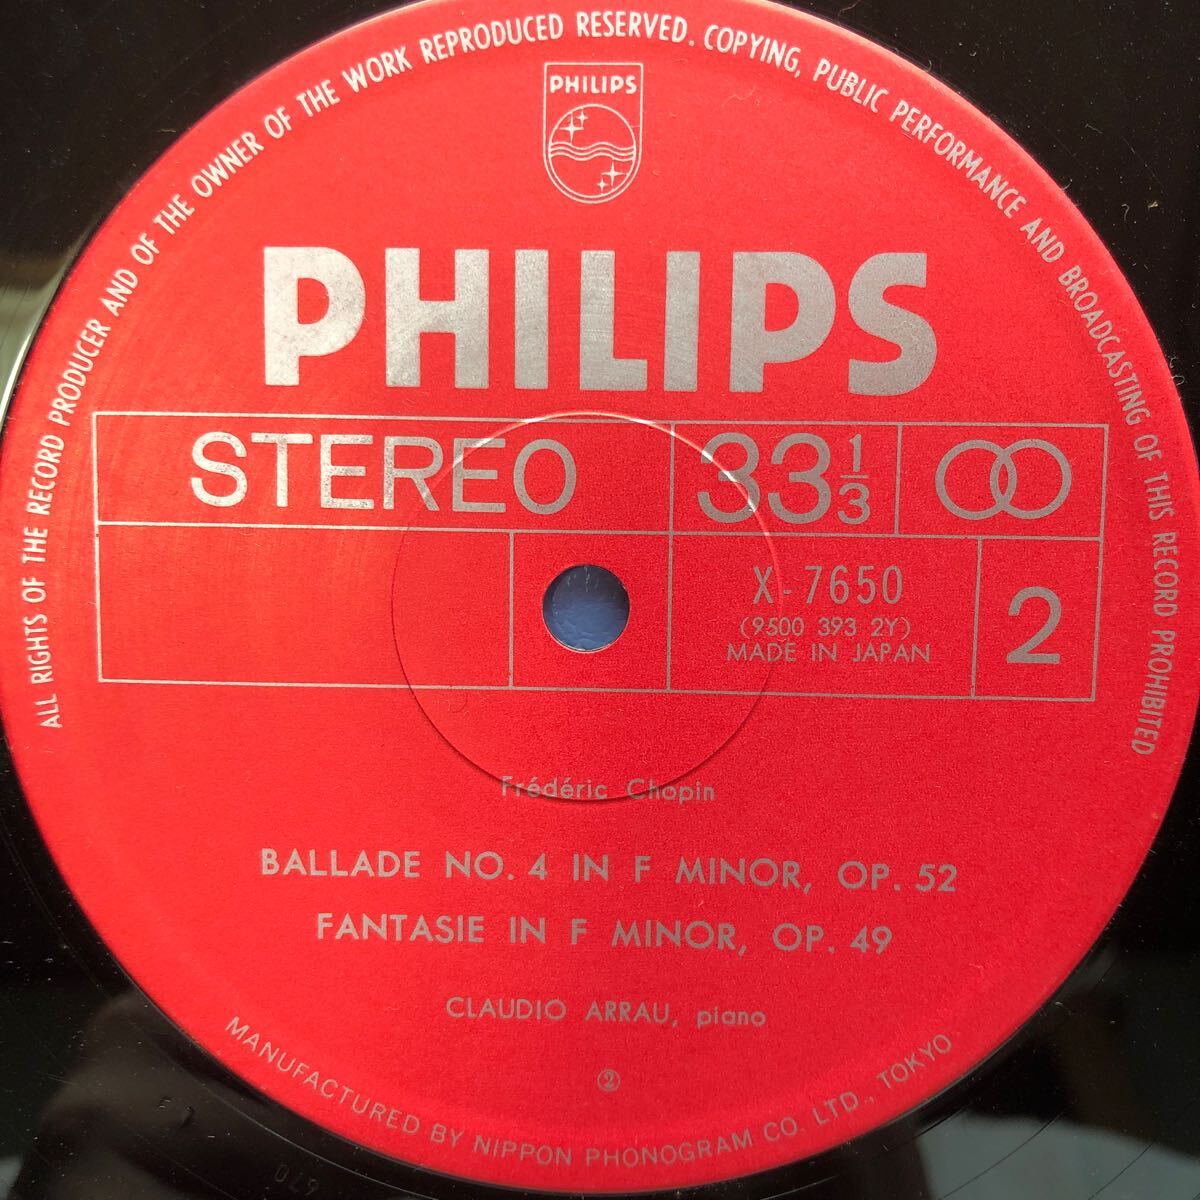 ALL RIGHTS OF THE RECORD PRODUCER AND OF THE OWNER OF THE WORK REPRODUCED RESERVED. COPYING, PUBLIC PERFORMANCE AND BROADCASTING OF THIS RECORD PROHIBITED
PHILIPS
PHILIPS
STEREO 33 1/3
X-7650
(9500 393 2Y)
MADE IN JAPAN
2
Frédéric Chopin
BALLADE NO. 4 IN F MINOR, OP. 52
FANTASIE IN F MINOR, OP. 49
CLAUDIO ARRAU, piano
②
MANUFACTURED BY NIPPON PHONOGRAM CO. LTD., TOKYO